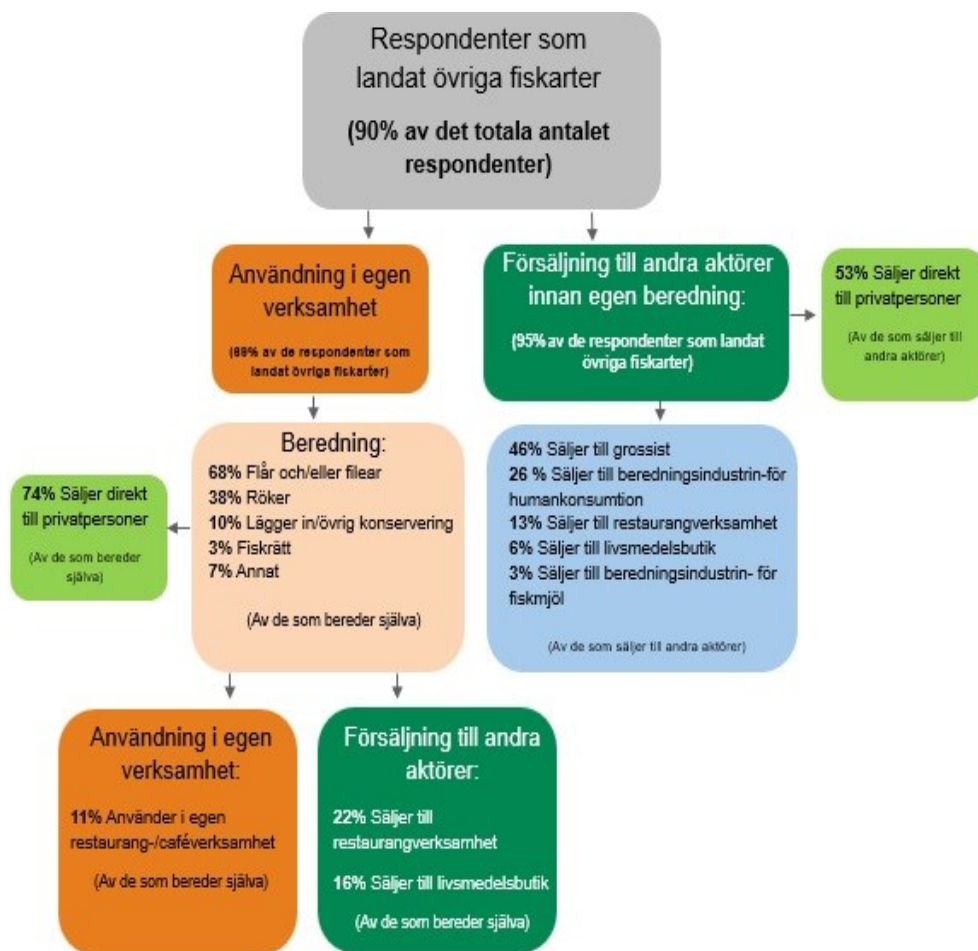 Respondenter som
landat övriga fiskarter
(90% av det totala antalet
respondenter)
Användning i egen
verksamhet
(69% av de respondenter som
landat övriga fiskarter)
Försäljning till andra aktörer
innan egen beredning:
(95% av de respondenter som landat
övriga fiskarter)
53% Säljer direkt
till privatpersoner
(Av de som säljer till
andra aktörer)
74% Säljer direkt
till privatpersoner
(Av de som bereder
själva)
Beredning:
68% Flår och/eller filear
38% Röker
10% Lägger in/övrig konservering
3% Fiskrätt
7% Annat
(Av de som bereder själva)
46% Säljer till grossist
26 % Säljer till beredningsindustrin-för
humankonsumtion
13% Säljer till restaurangverksamhet
6% Säljer till livsmedelsbutik
3% Säljer till beredningsindustrin- för
fiskmjöl
(Av de som säljer till andra aktörer)
Användning i egen
verksamhet:
11% Använder i egen
restaurang-/caféverksamhet
(Av de som bereder själva)
Försäljning till andra
aktörer:
22% Säljer till
restaurangverksamhet
16% Säljer till livsmedelsbutik
(Av de som bereder själva)